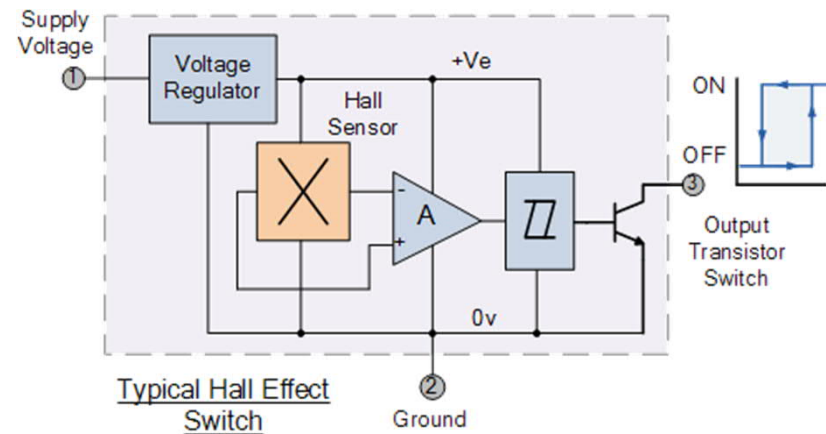 Supply
Voltage
1
Voltage
Regulator
+Ve
Hall
Sensor
-
+
A
ON
OFF
3
Output
Transistor
Switch
0v
2
Ground
Typical Hall Effect
Switch